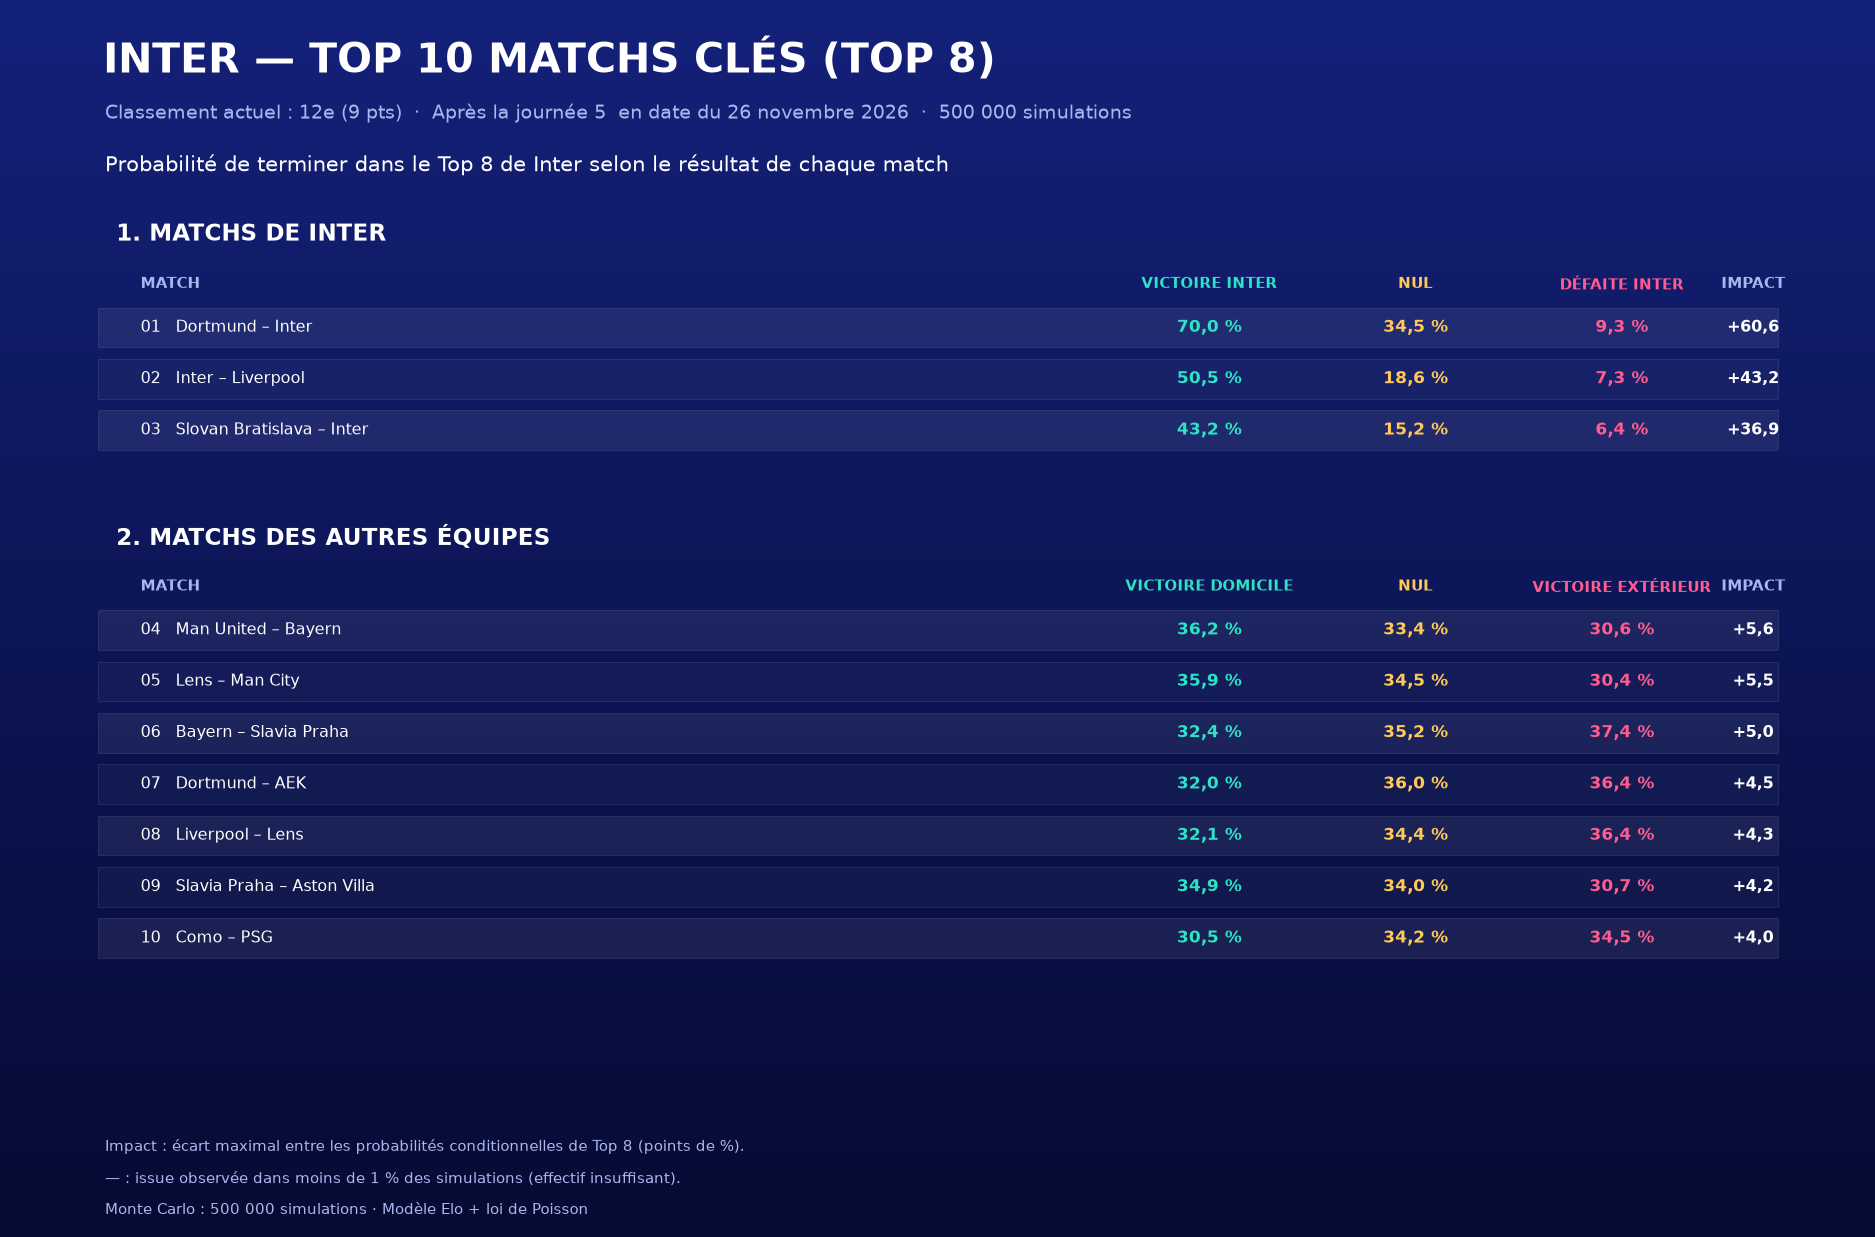 INTER — TOP 10 MATCHS CLÉS (TOP 8)
Classement actuel : 12e (9 pts) · Après la journée 5 en date du 26 novembre 2026 · 500 000 simulations
Probabilité de terminer dans le Top 8 de Inter selon le résultat de chaque match
1. MATCHS DE INTER
MATCH VICTOIRE INTER NUL DÉFAITE INTER IMPACT
01 Dortmund – Inter 70,0 % 34,5 % 9,3 % +60,6
02 Inter – Liverpool 50,5 % 18,6 % 7,3 % +43,2
03 Slovan Bratislava – Inter 43,2 % 15,2 % 6,4 % +36,9
2. MATCHS DES AUTRES ÉQUIPES
MATCH VICTOIRE DOMICILE NUL VICTOIRE EXTÉRIEUR IMPACT
04 Man United – Bayern 36,2 % 33,4 % 30,6 % +5,6
05 Lens – Man City 35,9 % 34,5 % 30,4 % +5,5
06 Bayern – Slavia Praha 32,4 % 35,2 % 37,4 % +5,0
07 Dortmund – AEK 32,0 % 36,0 % 36,4 % +4,5
08 Liverpool – Lens 32,1 % 34,4 % 36,4 % +4,3
09 Slavia Praha – Aston Villa 34,9 % 34,0 % 30,7 % +4,2
10 Como – PSG 30,5 % 34,2 % 34,5 % +4,0
Impact : écart maximal entre les probabilités conditionnelles de Top 8 (points de %).
— : issue observée dans moins de 1 % des simulations (effectif insuffisant).
Monte Carlo : 500 000 simulations · Modèle Elo + loi de Poisson